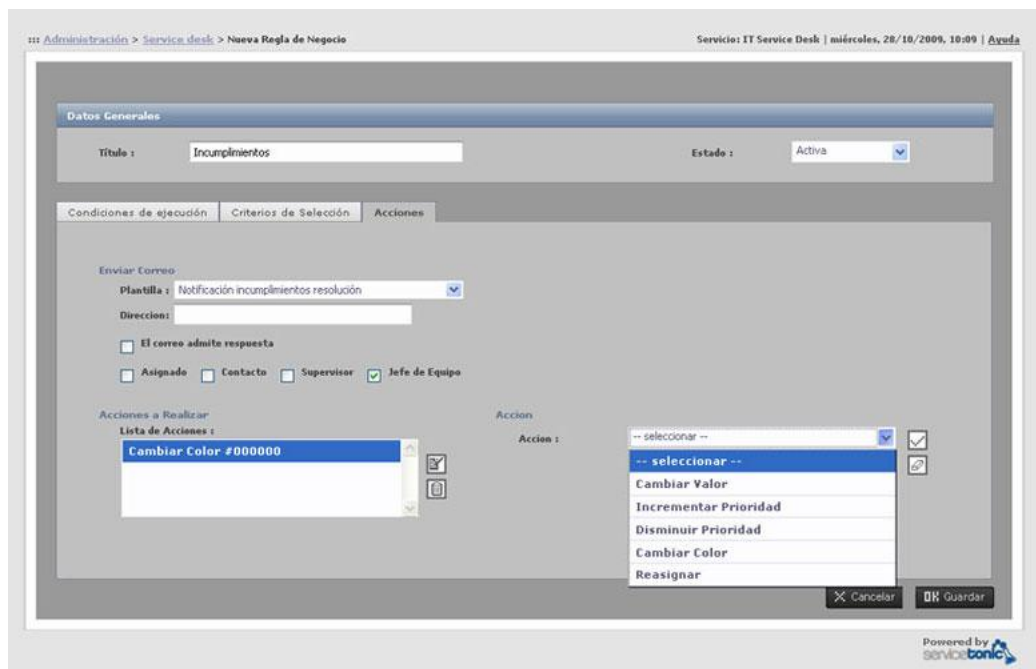 ::: Administración > Service desk > Nueva Regla de Negocio
Servicio: IT Service Desk | miércoles, 28/10/2009, 10:09 | Ayuda
Datos Generales
Título : Incumplimientos
Estado : Activa
Condiciones de ejecución Criterios de Selección Acciones
Enviar Correo
Plantilla : Notificación incumplimientos resolución
Direccion:
El correo admite respuesta
Asignado Contacto Supervisor Jefe de Equipo
Acciones a Realizar
Lista de Acciones :
Cambiar Color #000000
Accion
Accion : -- seleccionar --
-- seleccionar --
Cambiar Valor
Incrementar Prioridad
Disminuir Prioridad
Cambiar Color
Reasignar
Cancelar OK Guardar
Powered by
servicetonic